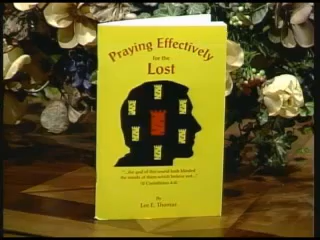 Praying Effectively
for the
Lost
"...the god of this world hath blinded
the minds of them which believe not..."
II Corinthians 4:4
By
Lee E. Thomas